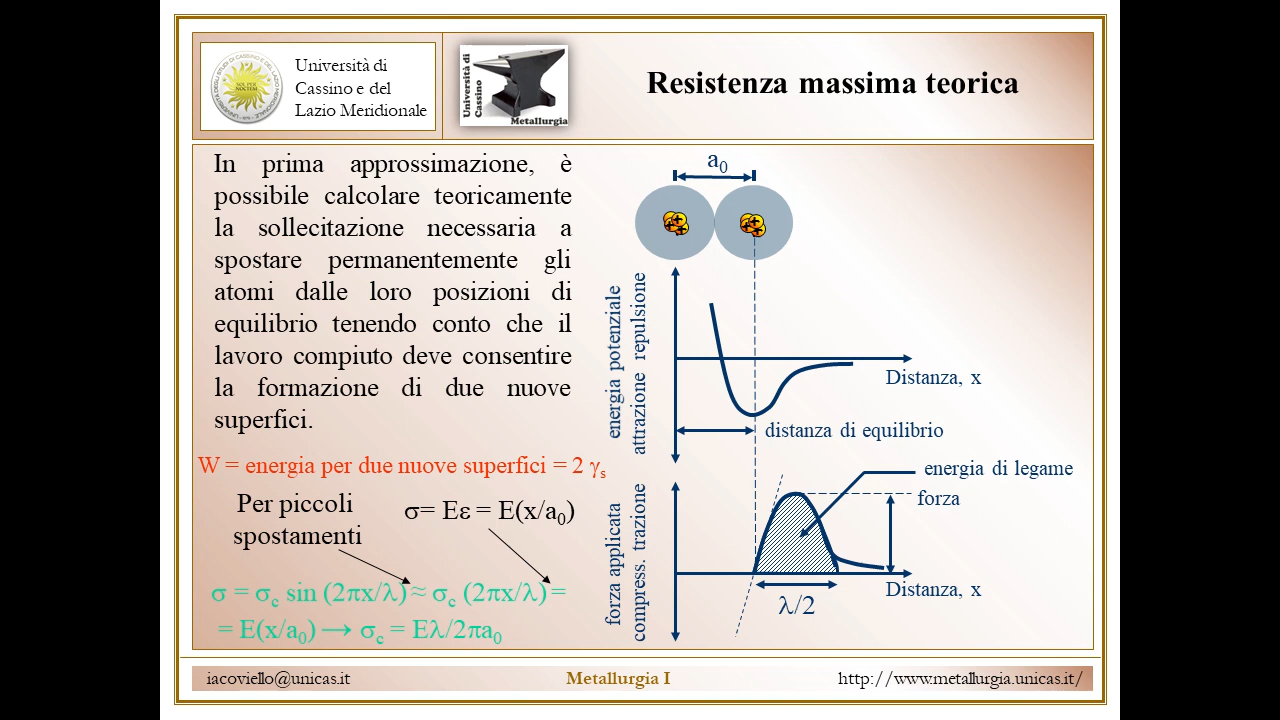 Università di
Cassino e del
Lazio Meridionale
Università di
Cassino
Metallurgia
Resistenza massima teorica
In prima approssimazione, è
possibile calcolare teoricamente
la sollecitazione necessaria a
spostare permanentemente gli
atomi dalle loro posizioni di
equilibrio tenendo conto che il
lavoro compiuto deve consentire
la formazione di due nuove
superfici.
W = energia per due nuove superfici = 2 γs
Per piccoli
spostamenti
σ= Eε = E(x/a0)
σ = σc sin (2πx/λ) ≈ σc (2πx/λ) =
= E(x/a0) → σc = Eλ/2πa0
a0
energia potenziale
attrazione repulsione
Distanza, x
distanza di equilibrio
energia di legame
forza
forza applicata
compress. trazione
Distanza, x
λ/2
iacoviello@unicas.it
Metallurgia I
http://www.metallurgia.unicas.it/